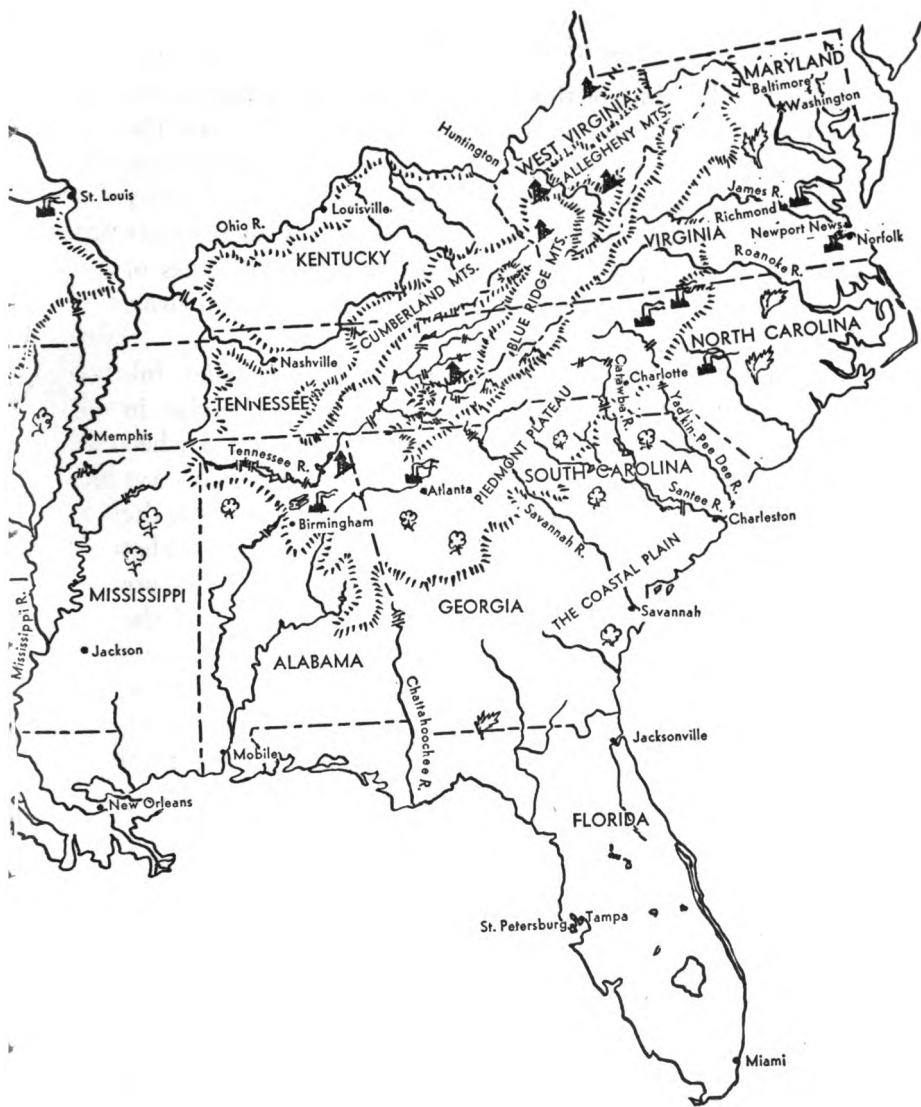 MARYLAND
Baltimore
Washington
WEST VIRGINIA
ALLEGHENY MTS.
Huntington
St. Louis
Louisville
Ohio R.
KENTUCKY
James R.
Richmond
Newport News
Norfolk
VIRGINIA
Roanoke R.
CUMBERLAND MTS.
BLUE RIDGE MTS.
NORTH CAROLINA
Nashville
Charlotte
Catawba R.
Yadkin-Pee Dee R.
TENNESSEE
Memphis
Tennessee R.
PIEDMONT PLATEAU
SOUTH CAROLINA
Santee R.
Atlanta
Birmingham
Savannah R.
Charleston
THE COASTAL PLAIN
Savannah
MISSISSIPPI
GEORGIA
Mississippi R.
Jackson
ALABAMA
Chattahoochee R.
Mobile
Jacksonville
New Orleans
FLORIDA
St. Petersburg
Tampa
Miami